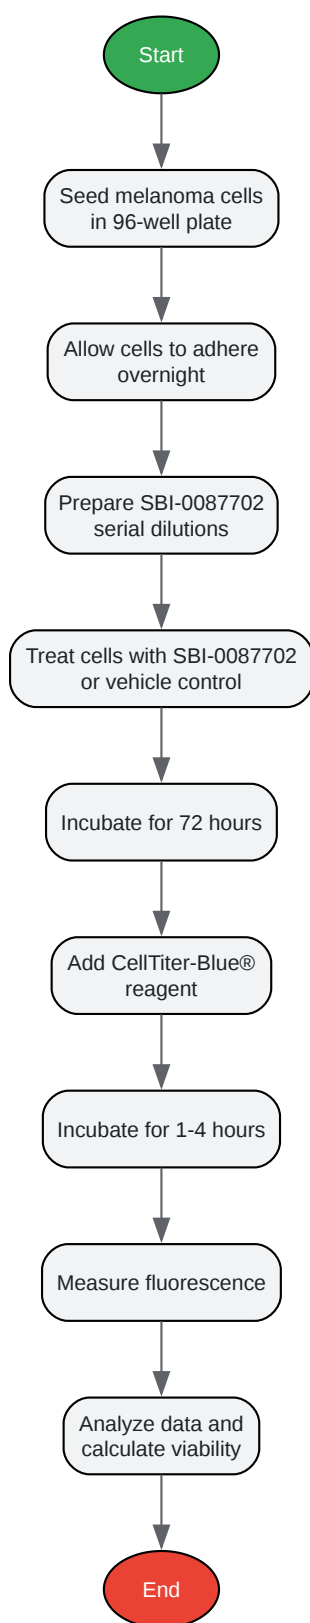 Start
Seed melanoma cells
in 96-well plate
Allow cells to adhere
overnight
Prepare SBI-0087702
serial dilutions
Treat cells with SBI-0087702
or vehicle control
Incubate for 72 hours
Add CellTiter-Blue®
reagent
Incubate for 1-4 hours
Measure fluorescence
Analyze data and
calculate viability
End